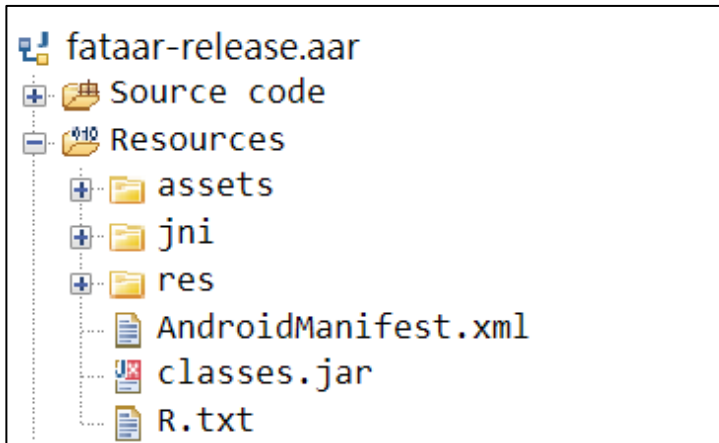 fataar-release.aar
Source code
Resources
assets
jni
res
AndroidManifest.xml
classes.jar
R.txt